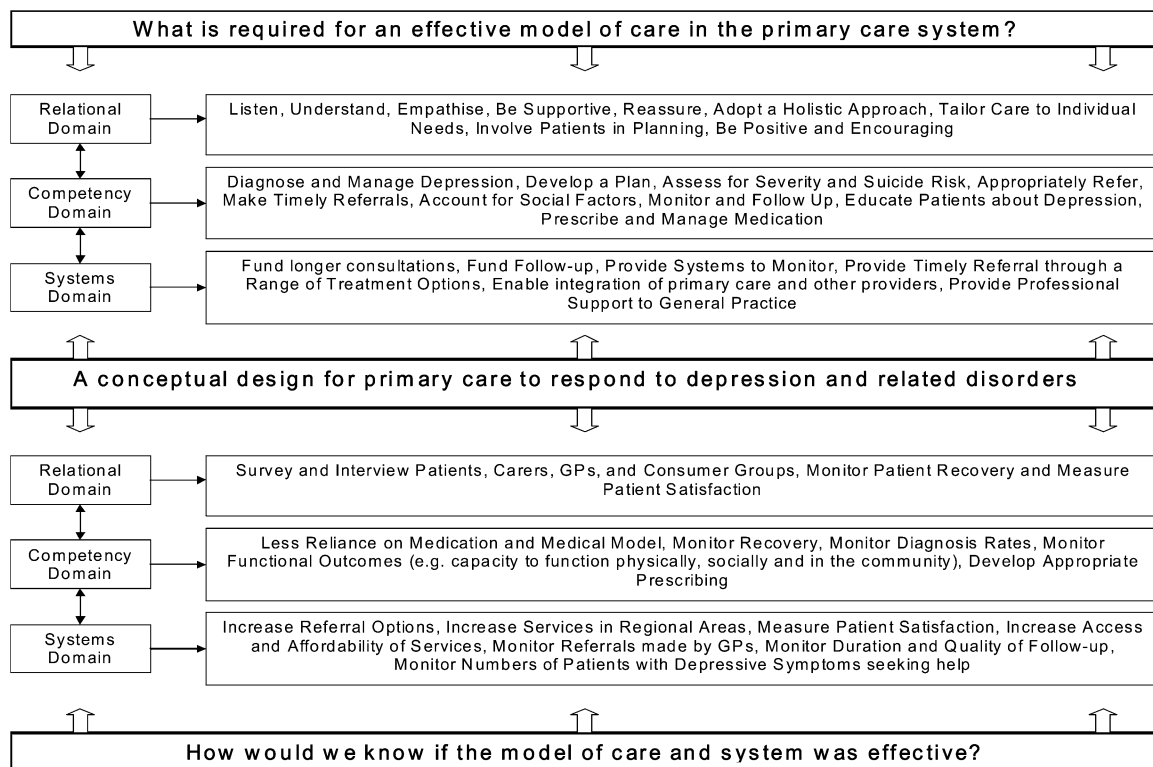 What is required for an effective model of care in the primary care system?
Relational
Domain
Listen, Understand, Empathise, Be Supportive, Reassure, Adopt a Holistic Approach, Tailor Care to Individual
Needs, Involve Patients in Planning, Be Positive and Encouraging
Competency
Domain
Diagnose and Manage Depression, Develop a Plan, Assess for Severity and Suicide Risk, Appropriately Refer,
Make Timely Referrals, Account for Social Factors, Monitor and Follow Up, Educate Patients about Depression,
Prescribe and Manage Medication
Systems
Domain
Fund longer consultations, Fund Follow-up, Provide Systems to Monitor, Provide Timely Referral through a
Range of Treatment Options, Enable integration of primary care and other providers, Provide Professional
Support to General Practice
A conceptual design for primary care to respond to depression and related disorders
Relational
Domain
Survey and Interview Patients, Carers, GPs, and Consumer Groups, Monitor Patient Recovery and Measure
Patient Satisfaction
Competency
Domain
Less Reliance on Medication and Medical Model, Monitor Recovery, Monitor Diagnosis Rates, Monitor
Functional Outcomes (e.g. capacity to function physically, socially and in the community), Develop Appropriate
Prescribing
Systems
Domain
Increase Referral Options, Increase Services in Regional Areas, Measure Patient Satisfaction, Increase Access
and Affordability of Services, Monitor Referrals made by GPs, Monitor Duration and Quality of Follow-up,
Monitor Numbers of Patients with Depressive Symptoms seeking help
How would we know if the model of care and system was effective?